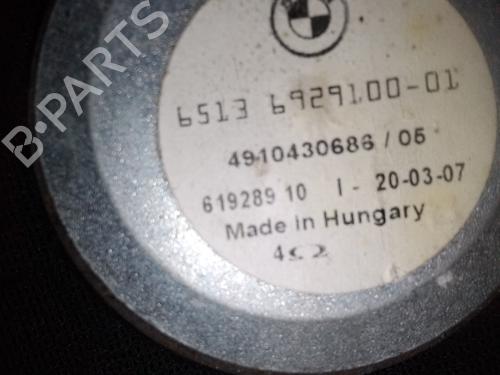 6513 6929100-01
4910430686 / 05
619289 10 I - 20-03-07
Made in Hungary
4Ω
B-PARTS